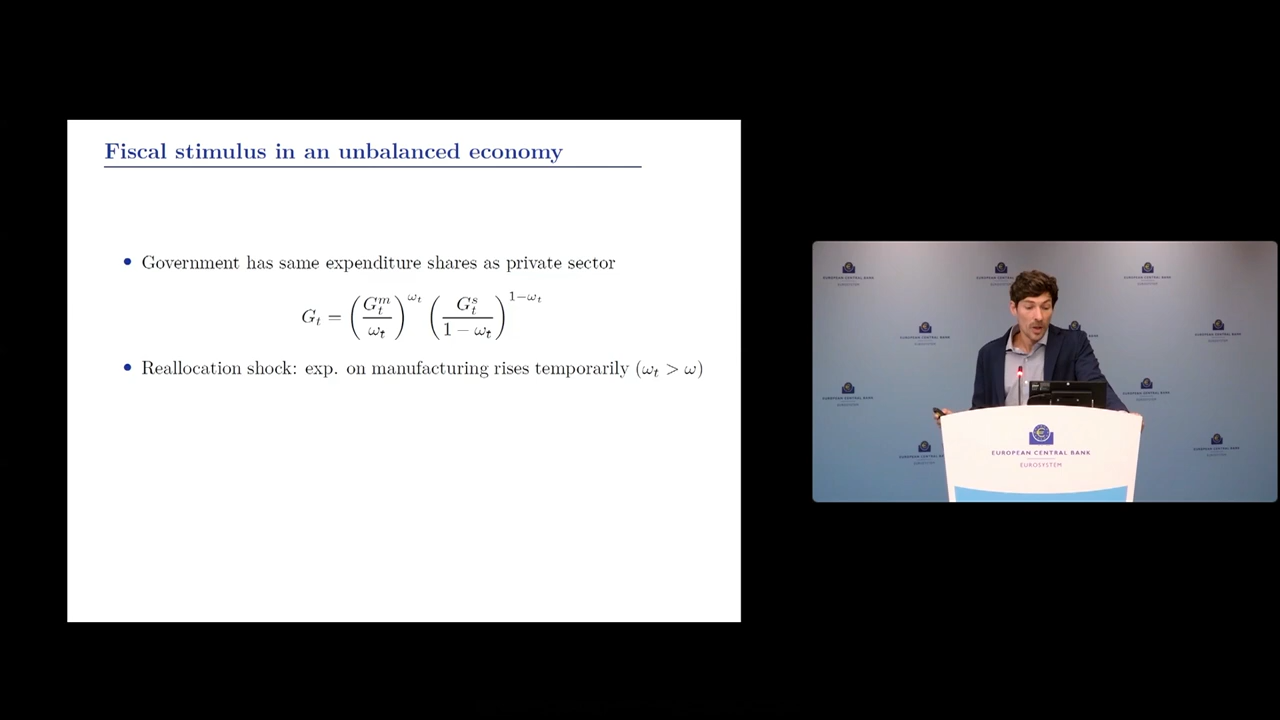 Fiscal stimulus in an unbalanced economy
• Government has same expenditure shares as private sector
G_t = (G_t^m / ω_t)^{ω_t} (G_t^s / (1 − ω_t))^{1−ω_t}
• Reallocation shock: exp. on manufacturing rises temporarily (ω_t > ω)
EUROPEAN CENTRAL BANK
EUROSYSTEM